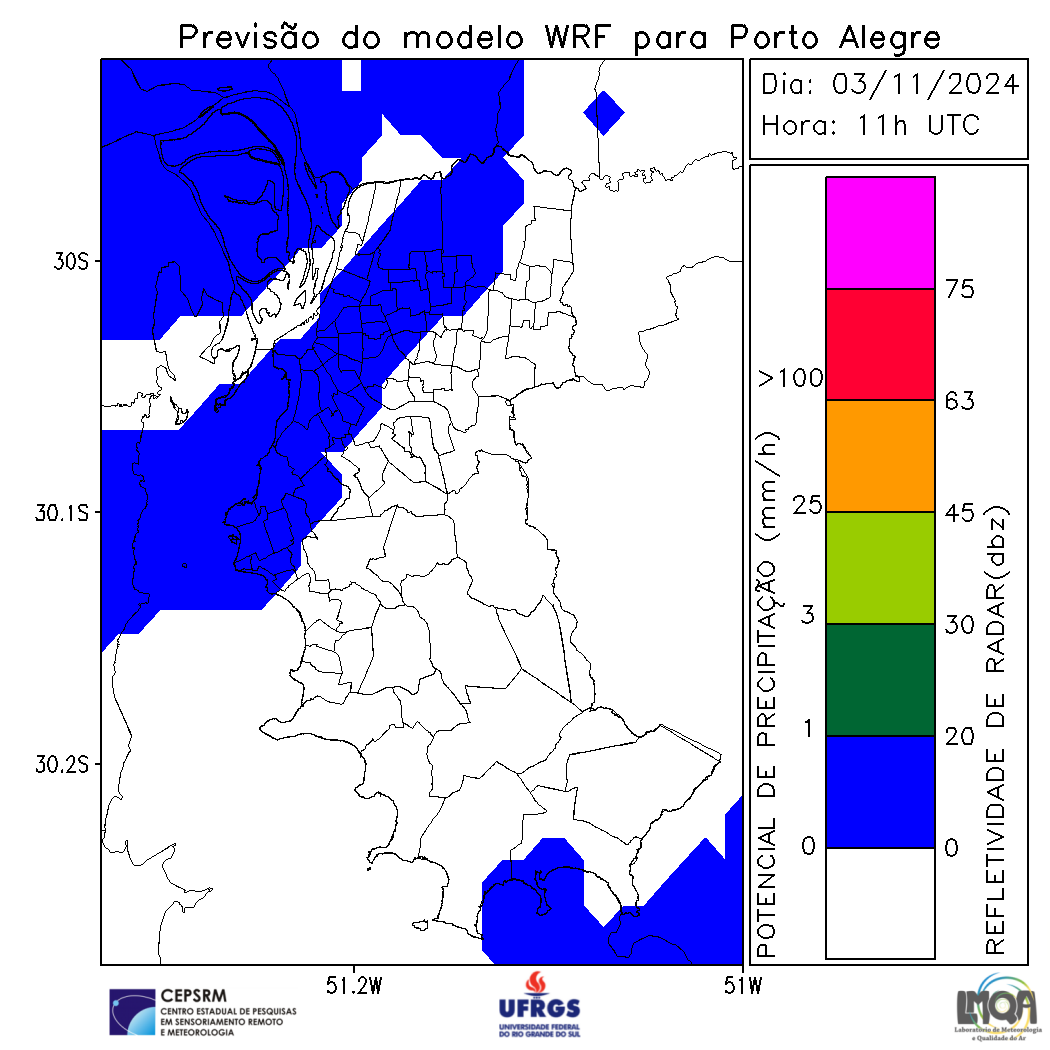 Previsão do modelo WRF para Porto Alegre
Dia: 03/11/2024
Hora: 11h UTC
30S
30.1S
30.2S
51.2W
51W
POTENCIAL DE PRECIPITAÇÃO (mm/h)
>100
25
3
1
0
75
63
45
30
20
0
REFLETIVIDADE DE RADAR(dbz)
CEPSRM
CENTRO ESTADUAL DE PESQUISAS
EM SENSORIAMENTO REMOTO
E METEOROLOGIA
UFRGS
UNIVERSIDADE FEDERAL
DO RIO GRANDE DO SUL
LMQA
Laboratório de Meteorologia
e Qualidade do Ar